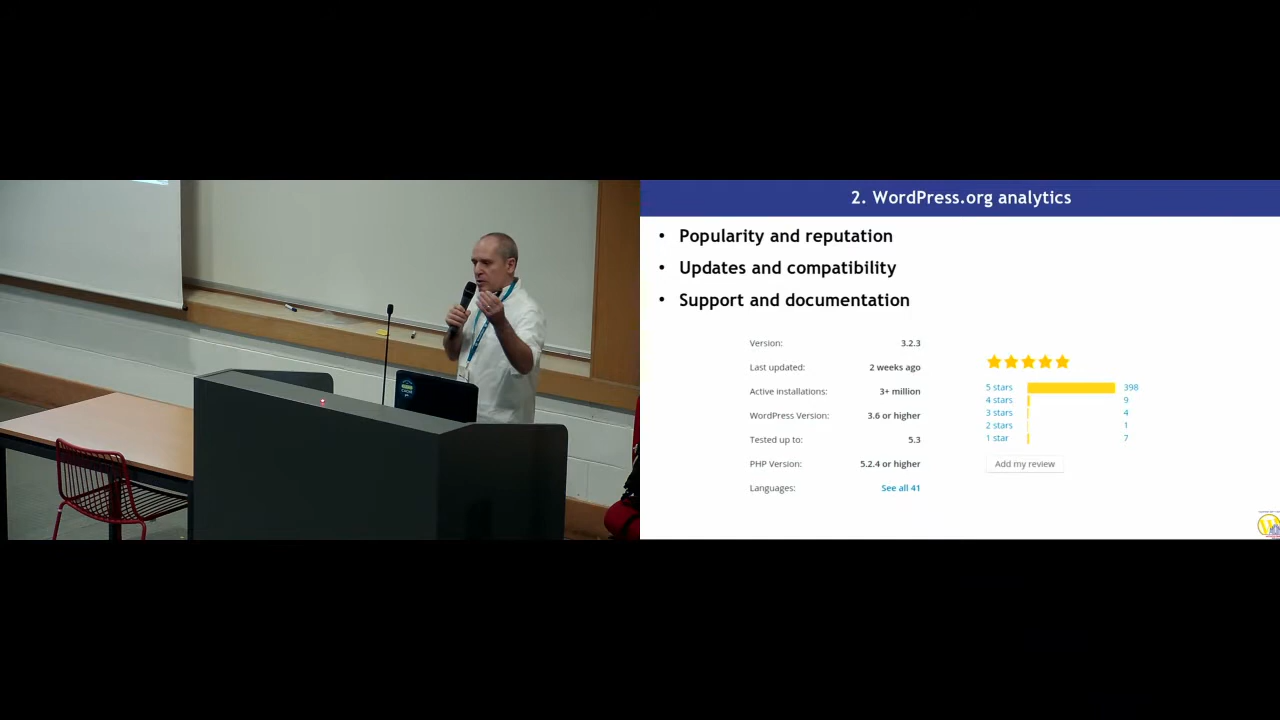 2. WordPress.org analytics
• Popularity and reputation
• Updates and compatibility
• Support and documentation
Version: 3.2.3
Last updated: 2 weeks ago
Active installations: 3+ million
WordPress Version: 3.6 or higher
Tested up to: 5.3
PHP Version: 5.2.4 or higher
Languages: See all 41
5 stars 398
4 stars 9
3 stars 4
2 stars 1
1 star 7
Add my review